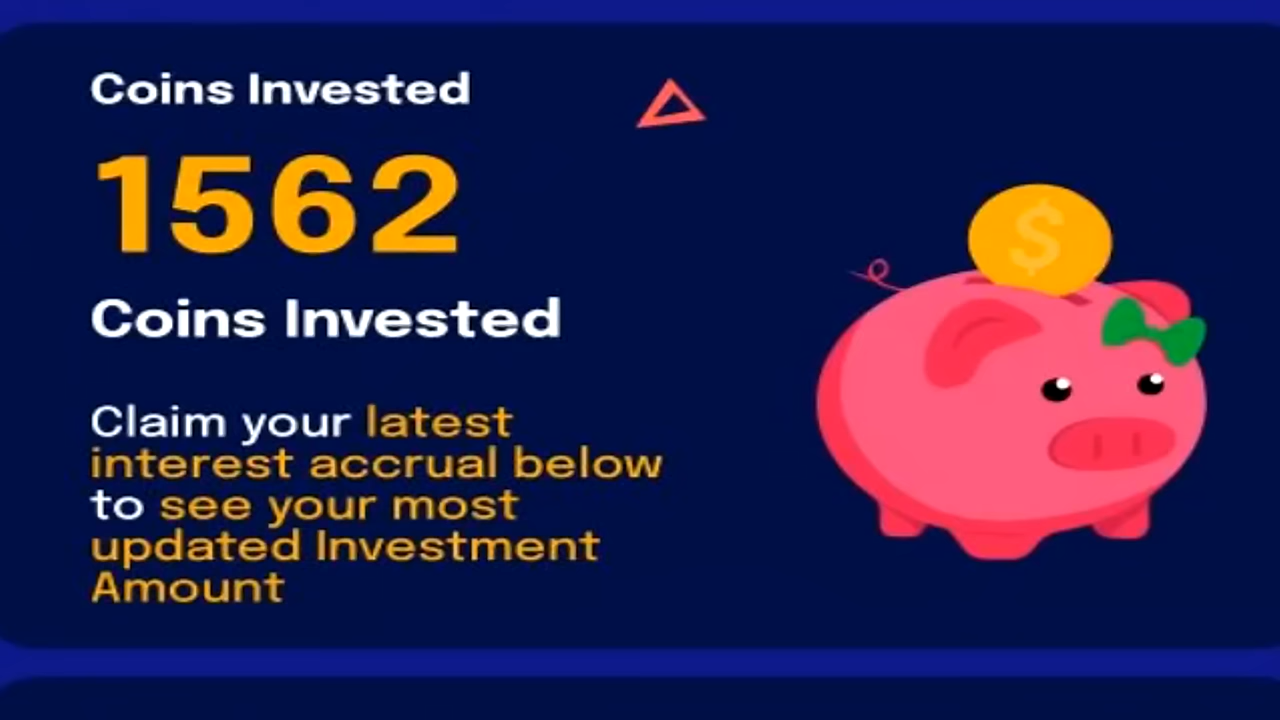 Coins Invested
1562
Coins Invested
Claim your latest
interest accrual below
to see your most
updated Investment
Amount
$